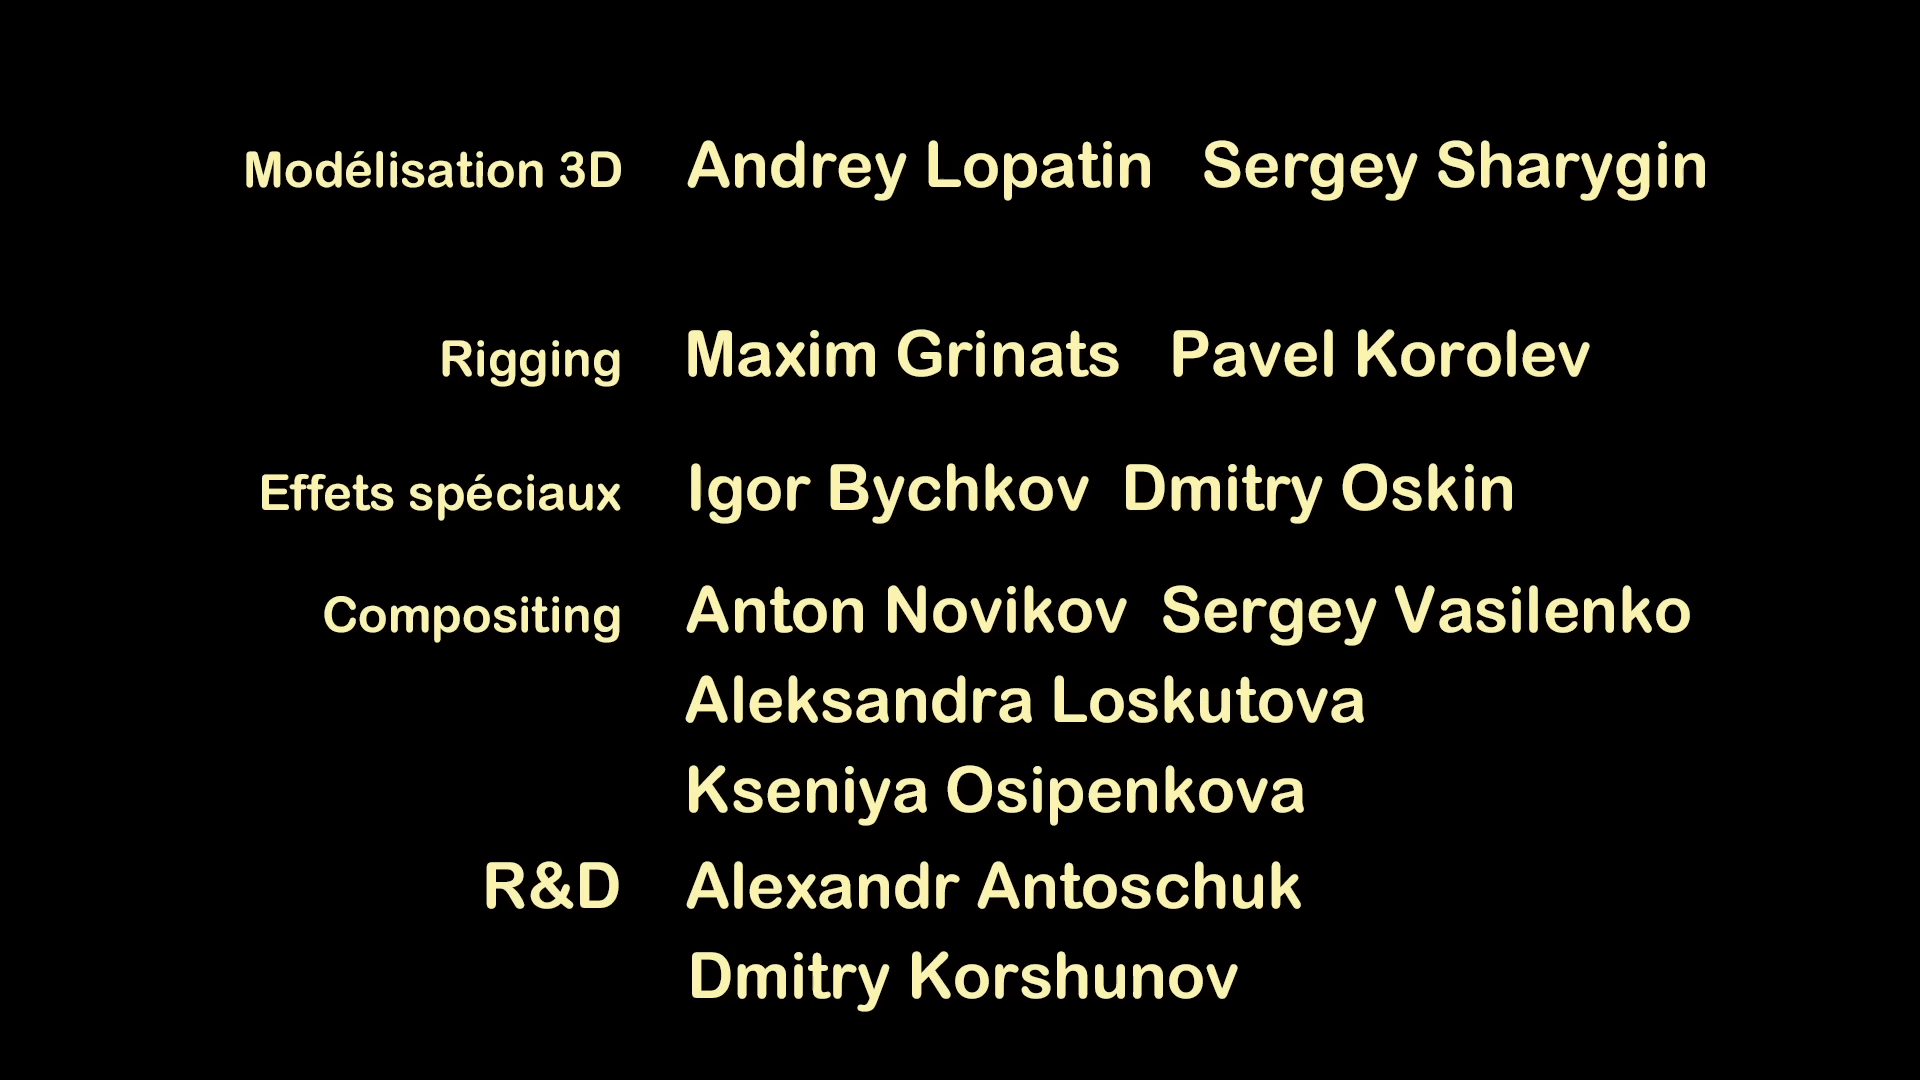 Modélisation 3D Andrey Lopatin Sergey Sharygin
Rigging Maxim Grinats Pavel Korolev
Effets spéciaux Igor Bychkov Dmitry Oskin
Compositing Anton Novikov Sergey Vasilenko
Aleksandra Loskutova
Kseniya Osipenkova
R&D Alexandr Antoschuk
Dmitry Korshunov